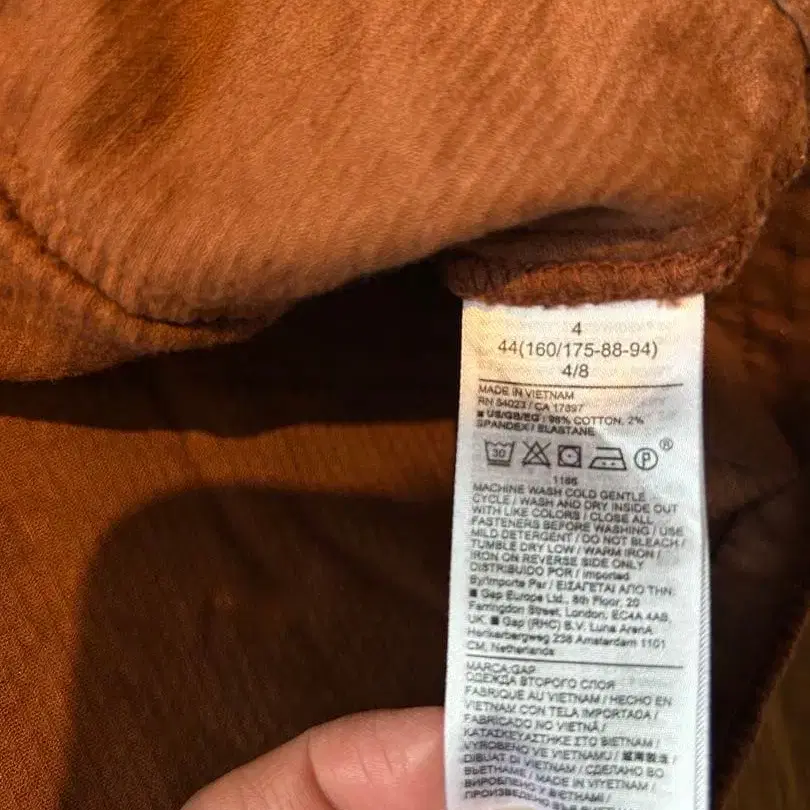 4
44(160/175-88-94)
4/8
MADE IN VIETNAM
RN 54023 / CA 17897
■ US/GB/EG : 98% COTTON, 2%
SPANDEX / ELASTANE
30 P ®
1186
MACHINE WASH COLD GENTLE
CYCLE / WASH AND DRY INSIDE OUT
WITH LIKE COLORS / CLOSE ALL
FASTENERS BEFORE WASHING / USE
MILD DETERGENT / DO NOT BLEACH /
TUMBLE DRY LOW / WARM IRON /
IRON ON REVERSE SIDE ONLY
DISTRIBUIDO POR / Imported
By/Importe Par / ΕΙΣΑΓΕΤΑΙ ΑΠΟ ΤΗΝ:
■ Gap Europe Ltd., 8th Floor, 20
Farringdon Street, London, EC4A 4AB,
UK, ■ Gap (RHC) B.V. Luna ArenA
Herikerbergweg 238 Amsterdam 1101
CM, Netherlands
MARCA:GAP
ОДЕЖДА ВТОРОГО СЛОЯ
FABRIQUE AU VIETNAM / HECHO EN
VIETNAM CON TELA IMPORTADA /
FABRICADO NO VIETNÃ /
ΚΑΤΑΣΚΕΥΑΣΤΗΚΕ ΣΤΟ ΒΙΕΤΝΑΜ /
VYROBENO VE VIETNAMU /
DIBUAT DI VIETNAM / СДЕЛАНО ВО
ВЬЕТНАМЕ / MADE IN VIYETNAM /